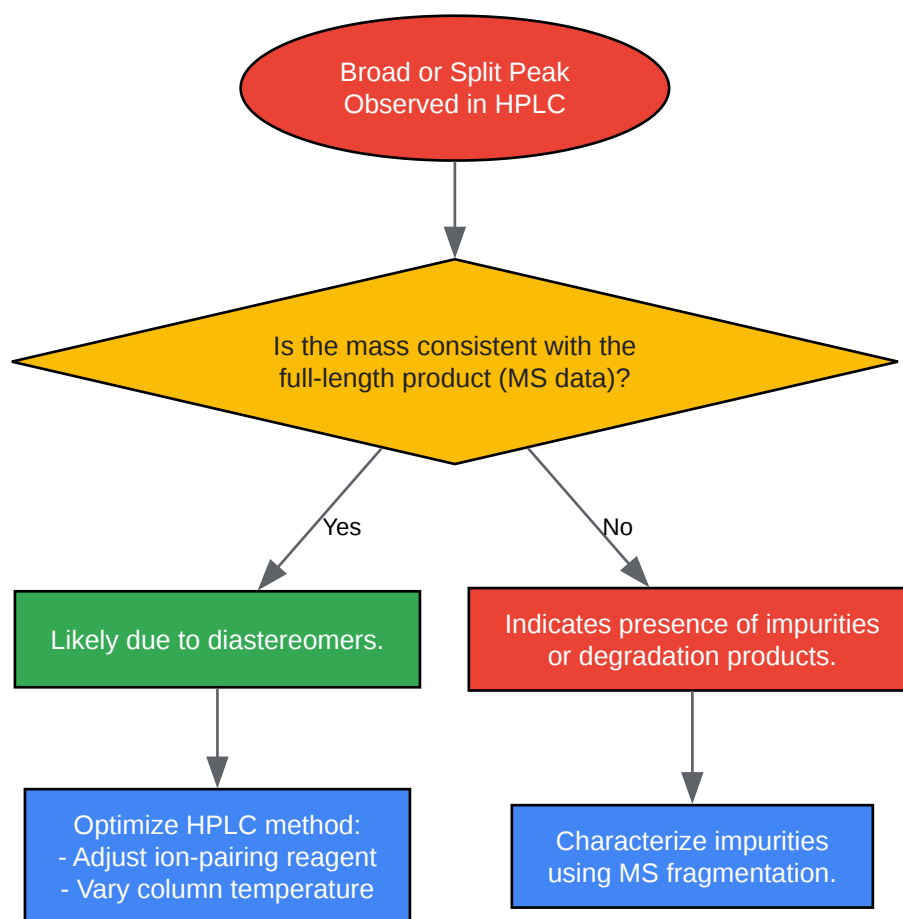 Broad or Split Peak
Observed in HPLC
Is the mass consistent with the
full-length product (MS data)?
Yes
No
Likely due to diastereomers.
Indicates presence of impurities
or degradation products.
Optimize HPLC method:
- Adjust ion-pairing reagent
- Vary column temperature
Characterize impurities
using MS fragmentation.